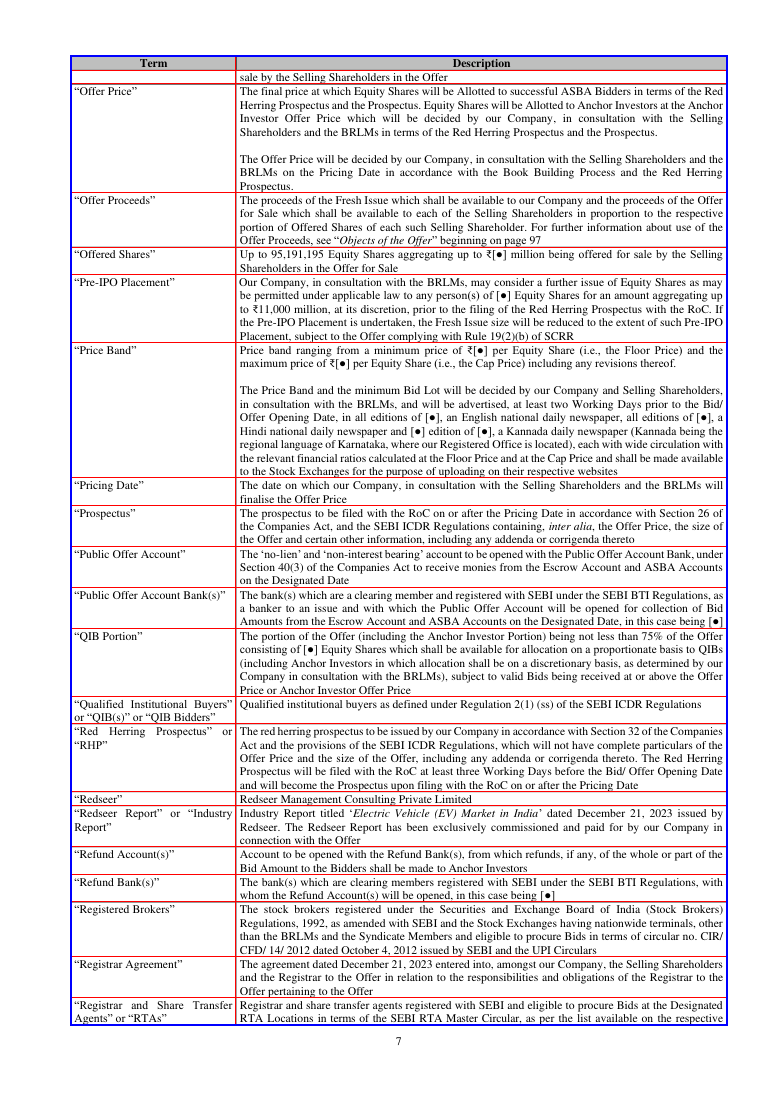 Term Description
sale by the Selling Shareholders in the Offer
“Offer Price” The final price at which Equity Shares will be Allotted to successful ASBA Bidders in terms of the Red
Herring Prospectus and the Prospectus. Equity Shares will be Allotted to Anchor Investors at the Anchor
Investor Offer Price which will be decided by our Company, in consultation with the Selling
Shareholders and the BRLMs in terms of the Red Herring Prospectus and the Prospectus.
The Offer Price will be decided by our Company, in consultation with the Selling Shareholders and the
BRLMs on the Pricing Date in accordance with the Book Building Process and the Red Herring
Prospectus.
“Offer Proceeds” The proceeds of the Fresh Issue which shall be available to our Company and the proceeds of the Offer
for Sale which shall be available to each of the Selling Shareholders in proportion to the respective
portion of Offered Shares of each such Selling Shareholder. For further information about use of the
Offer Proceeds, see “Objects of the Offer” beginning on page 97
“Offered Shares” Up to 95,191,195 Equity Shares aggregating up to ₹[●] million being offered for sale by the Selling
Shareholders in the Offer for Sale
“Pre-IPO Placement” Our Company, in consultation with the BRLMs, may consider a further issue of Equity Shares as may
be permitted under applicable law to any person(s) of [●] Equity Shares for an amount aggregating up
to ₹11,000 million, at its discretion, prior to the filing of the Red Herring Prospectus with the RoC. If
the Pre-IPO Placement is undertaken, the Fresh Issue size will be reduced to the extent of such Pre-IPO
Placement, subject to the Offer complying with Rule 19(2)(b) of SCRR
“Price Band” Price band ranging from a minimum price of ₹[●] per Equity Share (i.e., the Floor Price) and the
maximum price of ₹[●] per Equity Share (i.e., the Cap Price) including any revisions thereof.
The Price Band and the minimum Bid Lot will be decided by our Company and Selling Shareholders,
in consultation with the BRLMs, and will be advertised, at least two Working Days prior to the Bid/
Offer Opening Date, in all editions of [●], an English national daily newspaper, all editions of [●], a
Hindi national daily newspaper and [●] edition of [●], a Kannada daily newspaper (Kannada being the
regional language of Karnataka, where our Registered Office is located), each with wide circulation with
the relevant financial ratios calculated at the Floor Price and at the Cap Price and shall be made available
to the Stock Exchanges for the purpose of uploading on their respective websites
“Pricing Date” The date on which our Company, in consultation with the Selling Shareholders and the BRLMs will
finalise the Offer Price
“Prospectus” The prospectus to be filed with the RoC on or after the Pricing Date in accordance with Section 26 of
the Companies Act, and the SEBI ICDR Regulations containing, inter alia, the Offer Price, the size of
the Offer and certain other information, including any addenda or corrigenda thereto
“Public Offer Account” The ‘no-lien’ and ‘non-interest bearing’ account to be opened with the Public Offer Account Bank, under
Section 40(3) of the Companies Act to receive monies from the Escrow Account and ASBA Accounts
on the Designated Date
“Public Offer Account Bank(s)” The bank(s) which are a clearing member and registered with SEBI under the SEBI BTI Regulations, as
a banker to an issue and with which the Public Offer Account will be opened for collection of Bid
Amounts from the Escrow Account and ASBA Accounts on the Designated Date, in this case being [●]
“QIB Portion” The portion of the Offer (including the Anchor Investor Portion) being not less than 75% of the Offer
consisting of [●] Equity Shares which shall be available for allocation on a proportionate basis to QIBs
(including Anchor Investors in which allocation shall be on a discretionary basis, as determined by our
Company in consultation with the BRLMs), subject to valid Bids being received at or above the Offer
Price or Anchor Investor Offer Price
“Qualified Institutional Buyers” Qualified institutional buyers as defined under Regulation 2(1) (ss) of the SEBI ICDR Regulations
or “QIB(s)” or “QIB Bidders”
“Red Herring Prospectus” or The red herring prospectus to be issued by our Company in accordance with Section 32 of the Companies
“RHP” Act and the provisions of the SEBI ICDR Regulations, which will not have complete particulars of the
Offer Price and the size of the Offer, including any addenda or corrigenda thereto. The Red Herring
Prospectus will be filed with the RoC at least three Working Days before the Bid/ Offer Opening Date
and will become the Prospectus upon filing with the RoC on or after the Pricing Date
“Redseer” Redseer Management Consulting Private Limited
“Redseer Report” or “Industry Industry Report titled ‘Electric Vehicle (EV) Market in India’ dated December 21, 2023 issued by
Report” Redseer. The Redseer Report has been exclusively commissioned and paid for by our Company in
connection with the Offer
“Refund Account(s)” Account to be opened with the Refund Bank(s), from which refunds, if any, of the whole or part of the
Bid Amount to the Bidders shall be made to Anchor Investors
“Refund Bank(s)” The bank(s) which are clearing members registered with SEBI under the SEBI BTI Regulations, with
whom the Refund Account(s) will be opened, in this case being [●]
“Registered Brokers” The stock brokers registered under the Securities and Exchange Board of India (Stock Brokers)
Regulations, 1992, as amended with SEBI and the Stock Exchanges having nationwide terminals, other
than the BRLMs and the Syndicate Members and eligible to procure Bids in terms of circular no. CIR/
CFD/ 14/ 2012 dated October 4, 2012 issued by SEBI and the UPI Circulars
“Registrar Agreement” The agreement dated December 21, 2023 entered into, amongst our Company, the Selling Shareholders
and the Registrar to the Offer in relation to the responsibilities and obligations of the Registrar to the
Offer pertaining to the Offer
“Registrar and Share Transfer Registrar and share transfer agents registered with SEBI and eligible to procure Bids at the Designated
Agents” or “RTAs” RTA Locations in terms of the SEBI RTA Master Circular, as per the list available on the respective
7